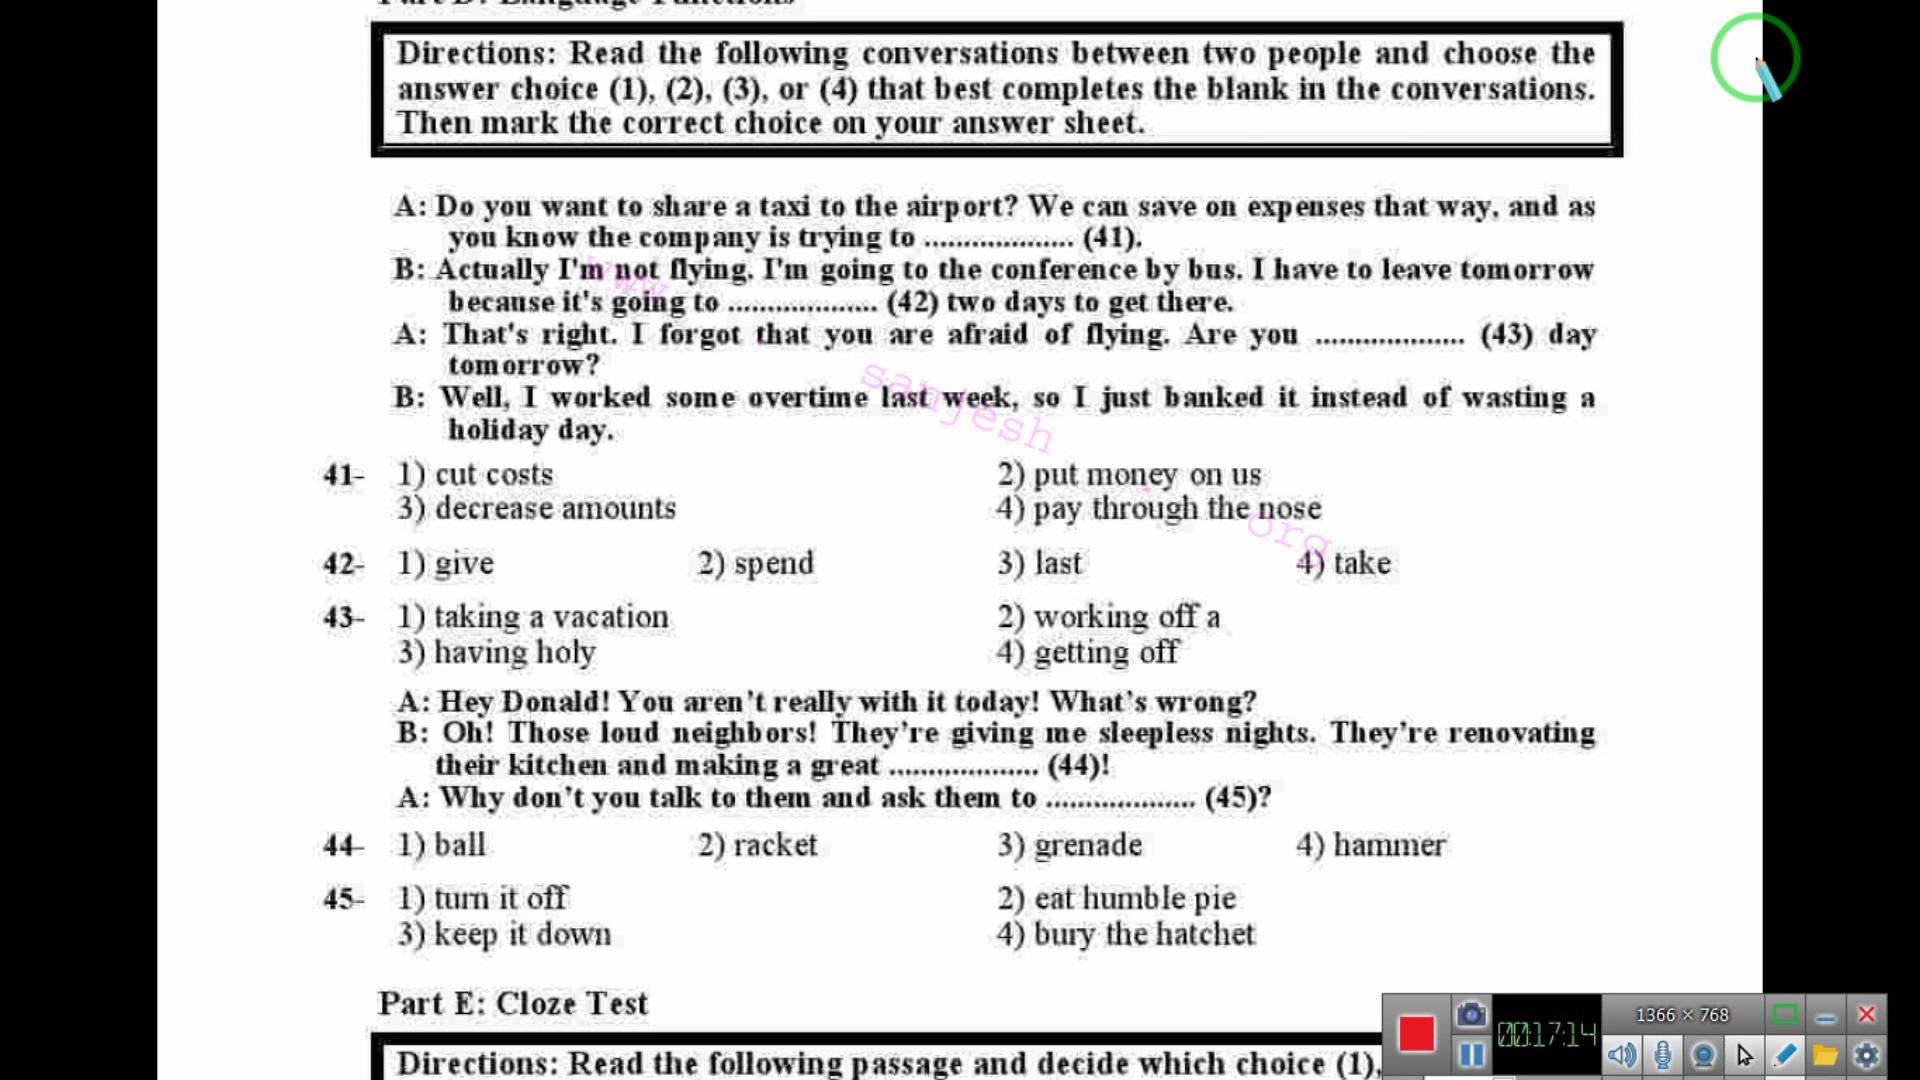 Part D: Language Functions
Directions: Read the following conversations between two people and choose the
answer choice (1), (2), (3), or (4) that best completes the blank in the conversations.
Then mark the correct choice on your answer sheet.
A: Do you want to share a taxi to the airport? We can save on expenses that way, and as
you know the company is trying to ................... (41).
B: Actually I'm not flying. I'm going to the conference by bus. I have to leave tomorrow
because it's going to ................... (42) two days to get there.
A: That's right. I forgot that you are afraid of flying. Are you ................... (43) day
tomorrow?
B: Well, I worked some overtime last week, so I just banked it instead of wasting a
holiday day.
www.sanjesh.org
41- 1) cut costs 2) put money on us
3) decrease amounts 4) pay through the nose
42- 1) give 2) spend 3) last 4) take
43- 1) taking a vacation 2) working off a
3) having holy 4) getting off
A: Hey Donald! You aren't really with it today! What's wrong?
B: Oh! Those loud neighbors! They're giving me sleepless nights. They're renovating
their kitchen and making a great ................... (44)!
A: Why don't you talk to them and ask them to ................... (45)?
44- 1) ball 2) racket 3) grenade 4) hammer
45- 1) turn it off 2) eat humble pie
3) keep it down 4) bury the hatchet
Part E: Cloze Test
Directions: Read the following passage and decide which choice (1),
1366 × 768
00:17:14